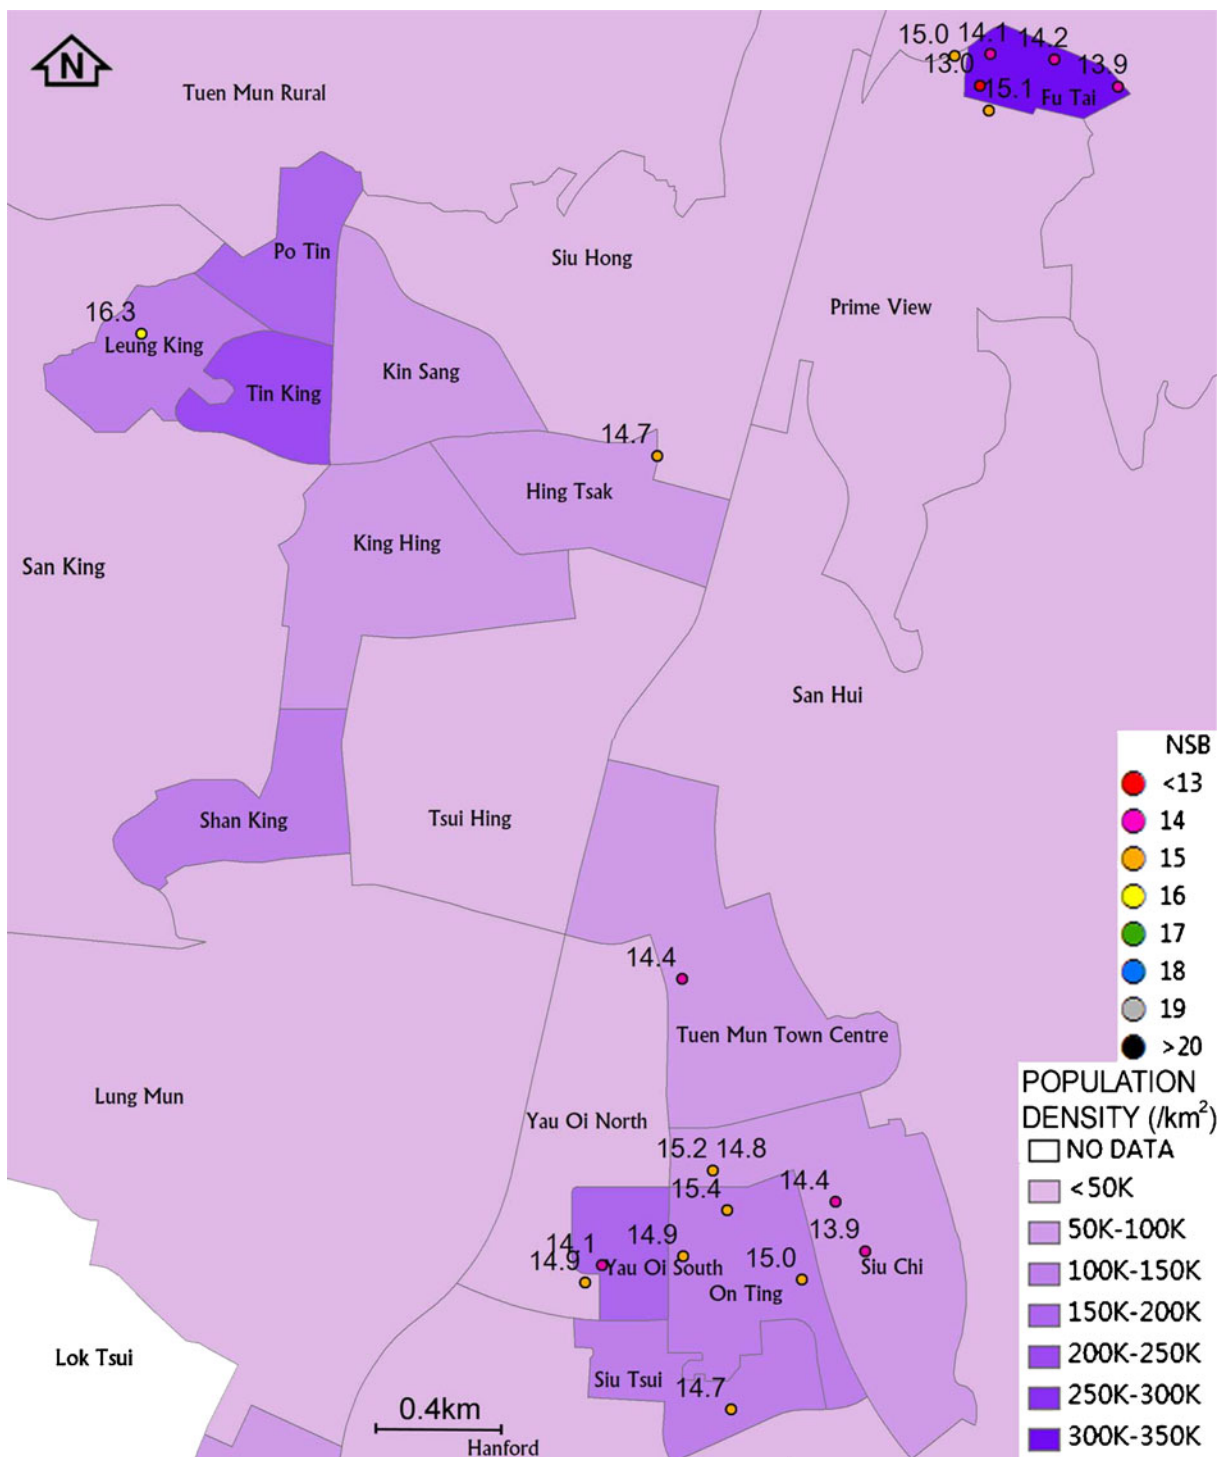 N
15.0 14.1 14.2
13.0 13.9
15.1
Fu Tai
Tuen Mun Rural
Po Tin
Siu Hong
Prime View
16.3
Leung King
Kin Sang
Tin King
14.7
Hing Tsak
King Hing
San King
San Hui
NSB
<13
14
15
16
17
18
19
>20
Shan King
Tsui Hing
14.4
Tuen Mun Town Centre
Lung Mun
Yau Oi North
POPULATION
DENSITY (/km²)
NO DATA
<50K
50K-100K
100K-150K
150K-200K
200K-250K
250K-300K
300K-350K
15.2 14.8
15.4
14.4
13.9
14.1
14.9
14.9
15.0
Yau Oi South
Siu Chi
On Ting
Lok Tsui
Siu Tsui
14.7
0.4km
Hanford